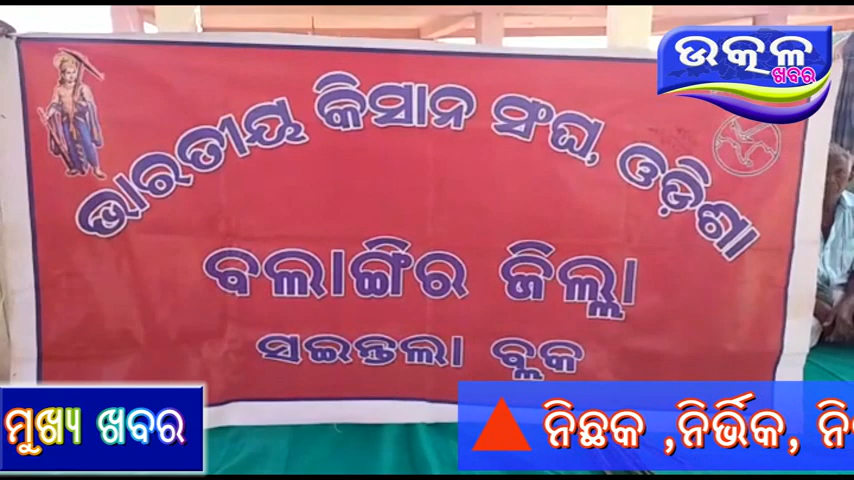 ଉତ୍କଳ
ଖବର
ଭାରତୀୟ କିସାନ ସଂଘ, ଓଡ଼ିଶା
ବଲାଙ୍ଗିର ଜିଲ୍ଲା
ସଇନ୍ତଲା ବ୍ଲକ
ମୁଖ୍ୟ ଖବର
ନିଛକ ,ନିର୍ଭିକ,